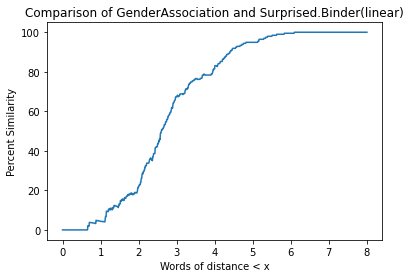 Comparison of GenderAssociation and Surprised.Binder(linear)
100
80
60
40
20
0
Percent Similarity
0 1 2 3 4 5 6 7 8
Words of distance < x